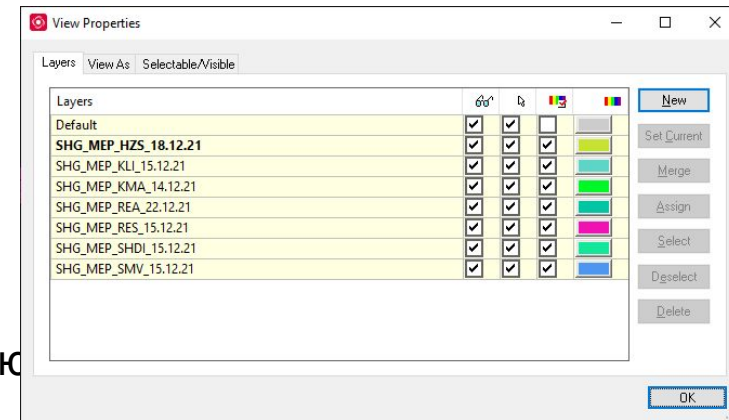 View Properties
Layers View As Selectable/Visible
Layers
Default
SHG_MEP_HZS_18.12.21
SHG_MEP_KLI_15.12.21
SHG_MEP_KMA_14.12.21
SHG_MEP_REA_22.12.21
SHG_MEP_RES_15.12.21
SHG_MEP_SHDI_15.12.21
SHG_MEP_SMV_15.12.21
New
Set Current
Merge
Assign
Select
Deselect
Delete
ю
OK